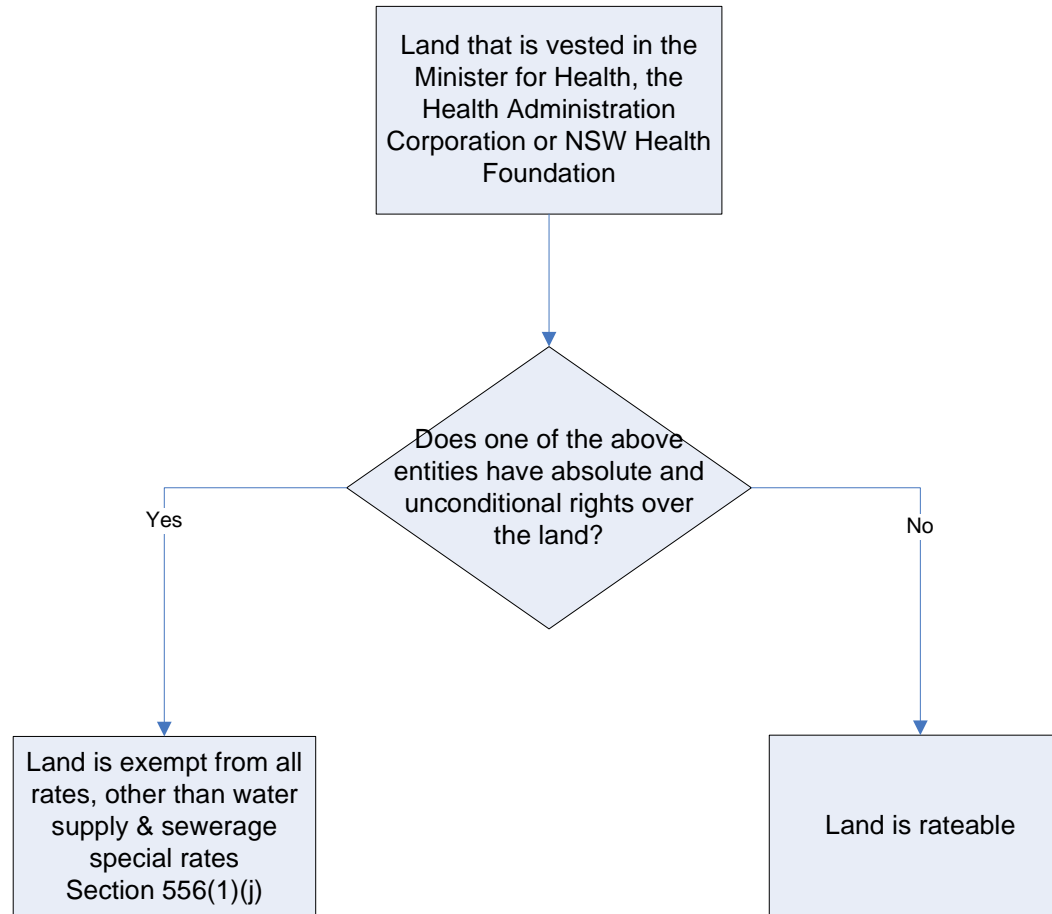 Land that is vested in the
Minister for Health, the
Health Administration
Corporation or NSW Health
Foundation
Does one of the above
entities have absolute and
unconditional rights over
the land?
Yes
No
Land is exempt from all
rates, other than water
supply & sewerage
special rates
Section 556(1)(j)
Land is rateable